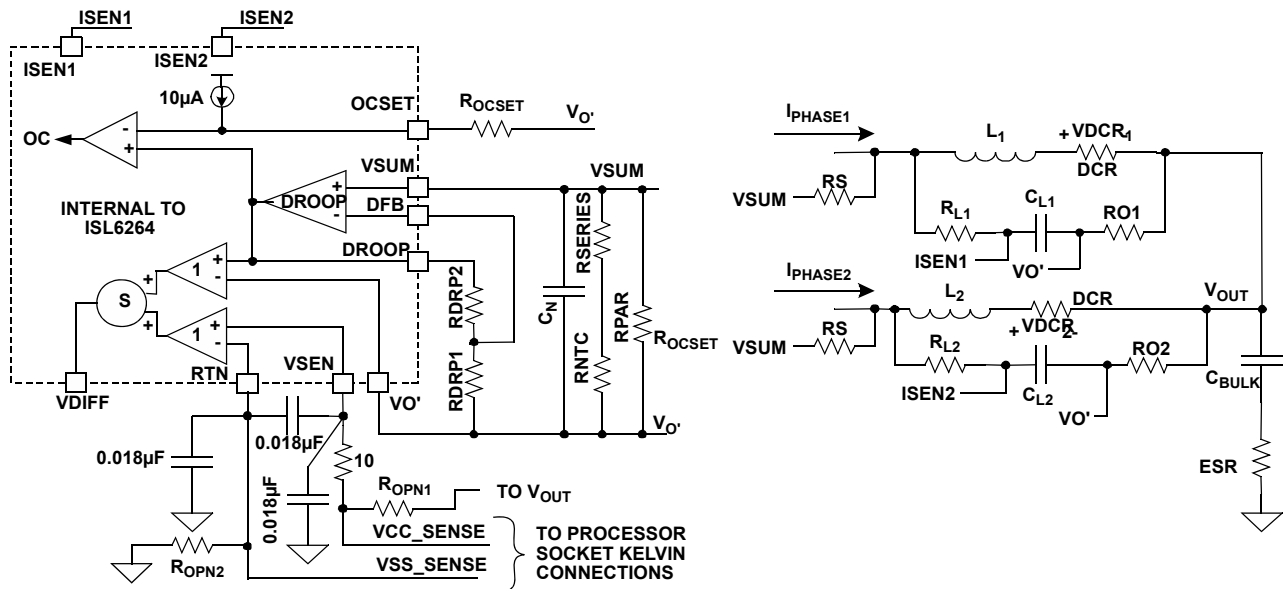 ISEN1
ISEN2
ISEN1
ISEN2
10µA
OCSET
ROCSET
VO'
OC
-
+
VSUM
VSUM
DROOP
+
-
DFB
INTERNAL TO
ISL6264
DROOP
RSERIES
RDRP2
CN
RPAR
ROCSET
1
+
-
+
S
+
1
+
-
RDRP1
RNTC
RTN
VSEN
VDIFF
VO'
VO'
0.018µF
0.018µF
10
0.018µF
ROPN1
TO VOUT
VCC_SENSE
VSS_SENSE
TO PROCESSOR
SOCKET KELVIN
CONNECTIONS
ROPN2
IPHASE1
L1
+ VDCR1
-
DCR
RS
VSUM
RL1
CL1
RO1
ISEN1
VO'
IPHASE2
L2
DCR
VOUT
RS
+ VDCR2-
VSUM
RL2
RO2
CL2
ISEN2
VO'
CBULK
ESR